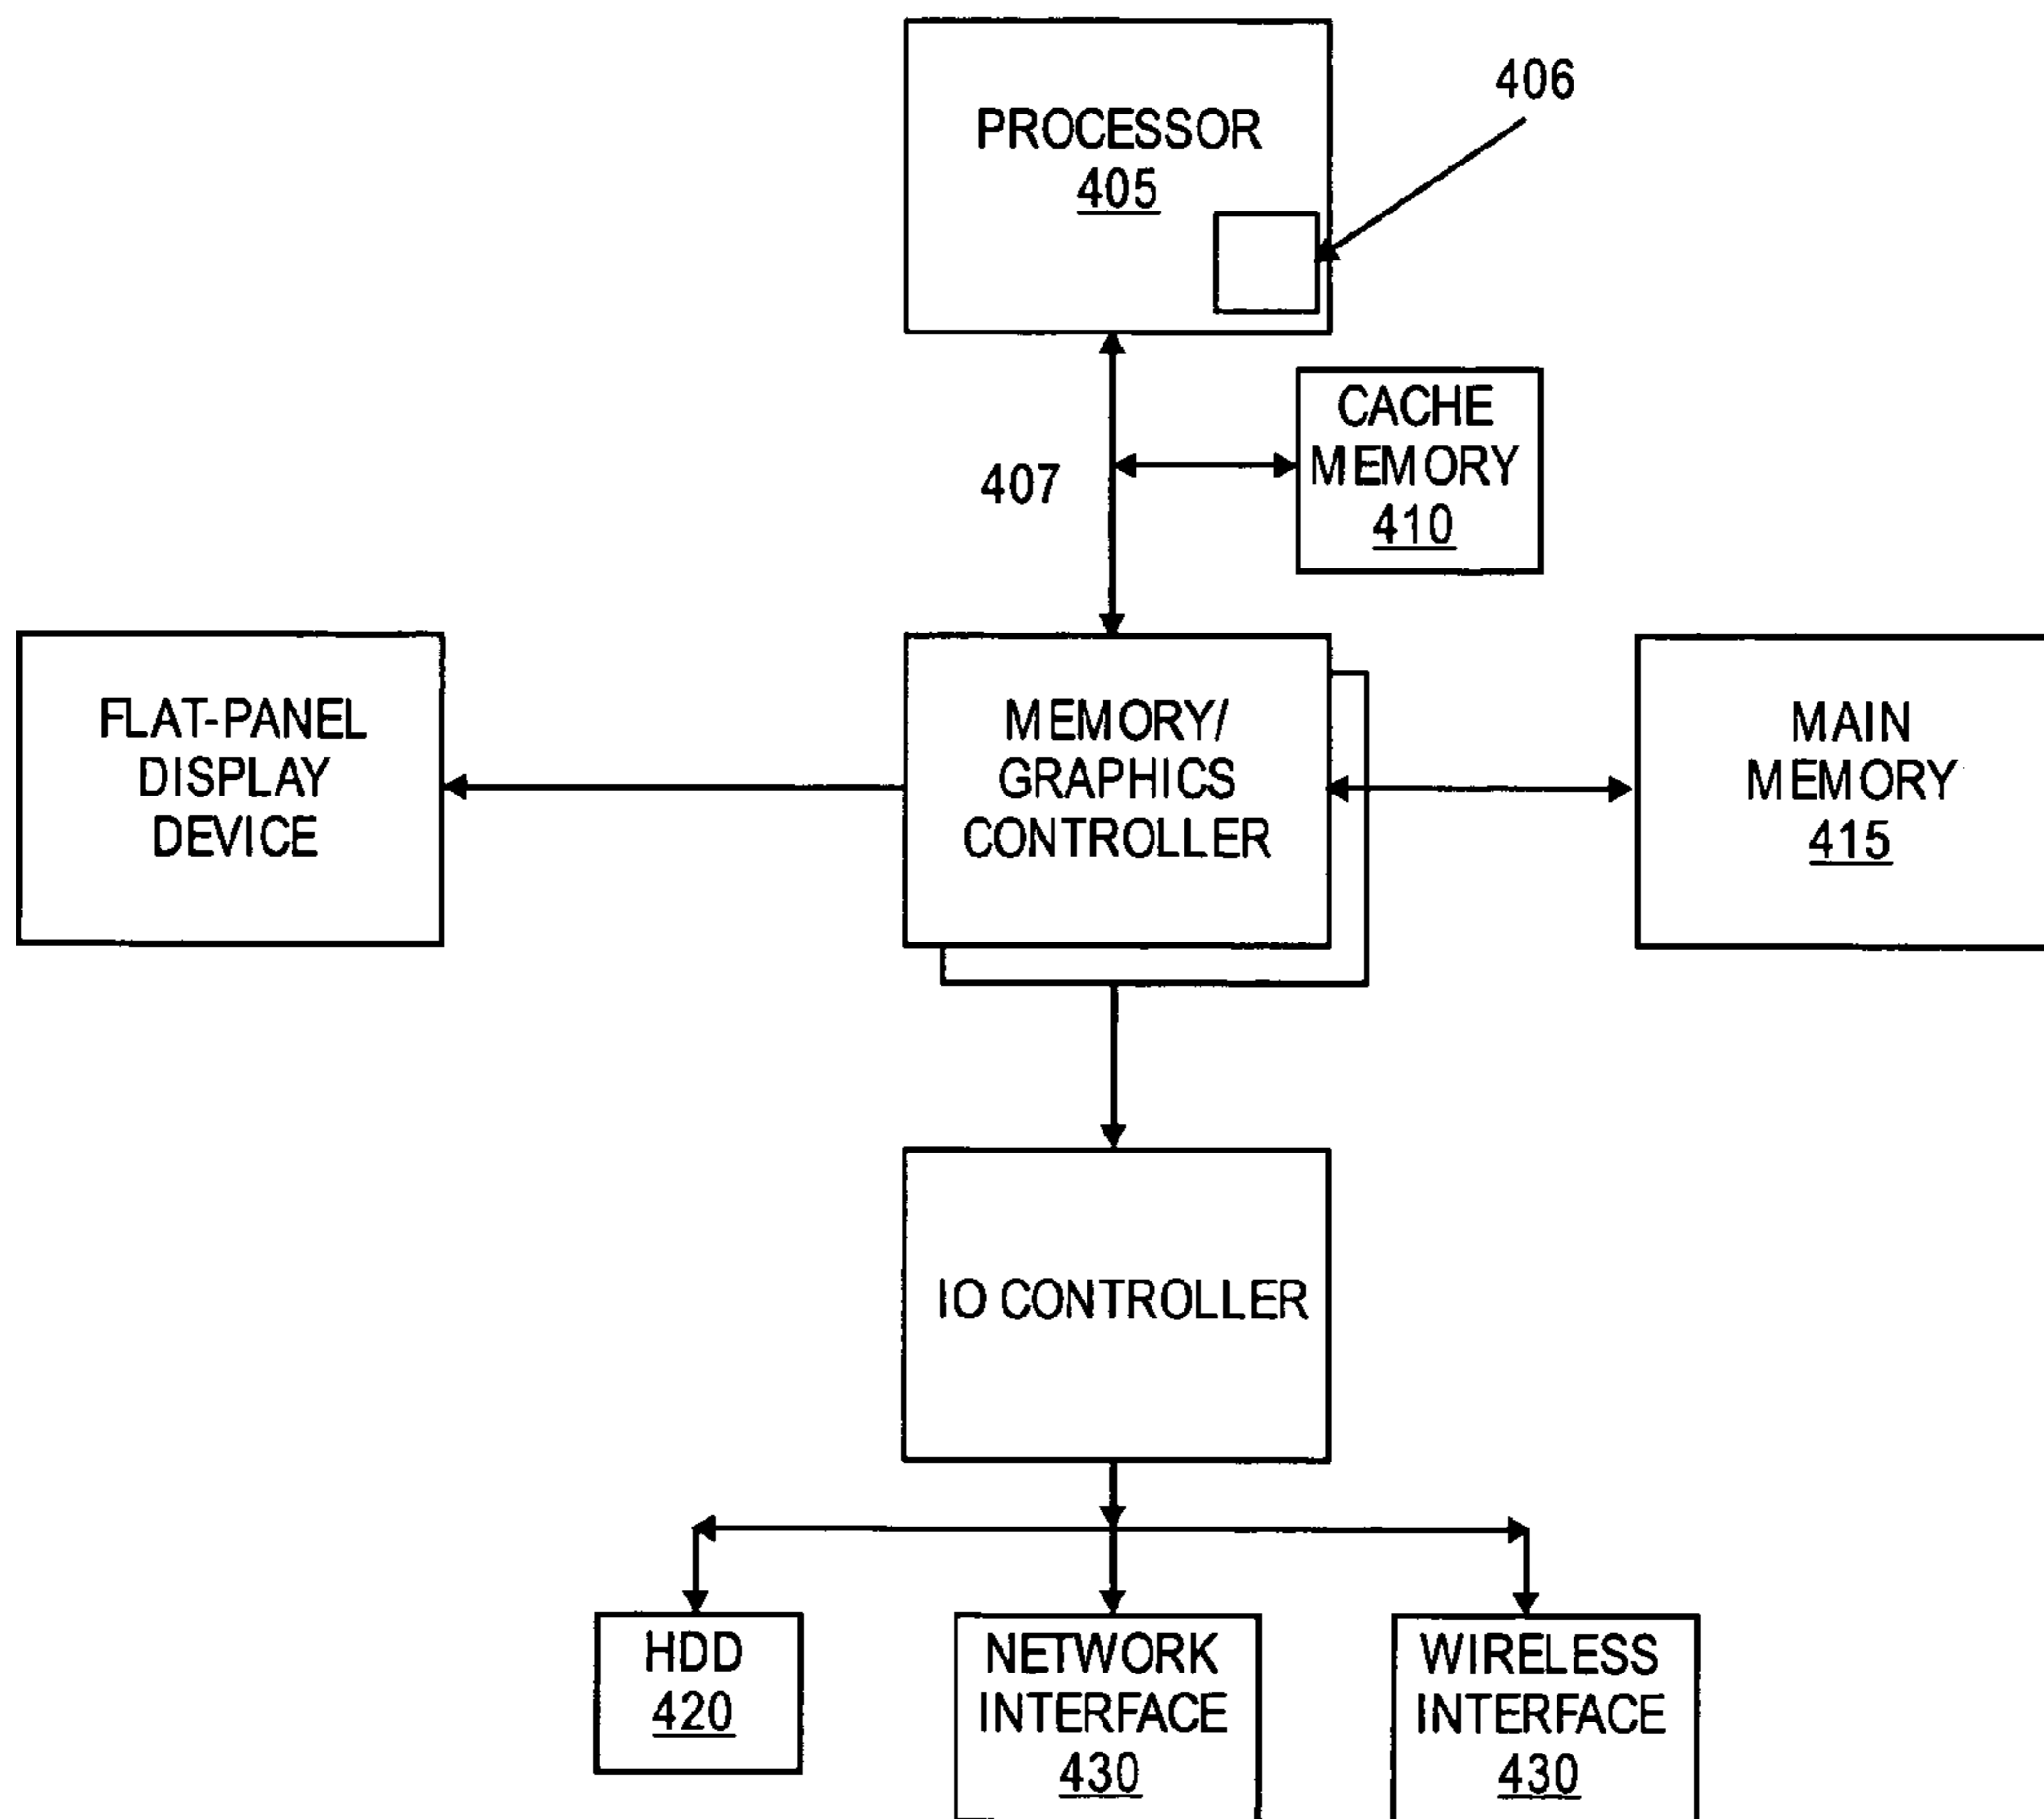 PROCESSOR
405
406
CACHE
MEMORY
410
407
FLAT-PANEL
DISPLAY
DEVICE
MEMORY/
GRAPHICS
CONTROLLER
MAIN
MEMORY
415
IO CONTROLLER
HDD
420
NETWORK
INTERFACE
430
WIRELESS
INTERFACE
430